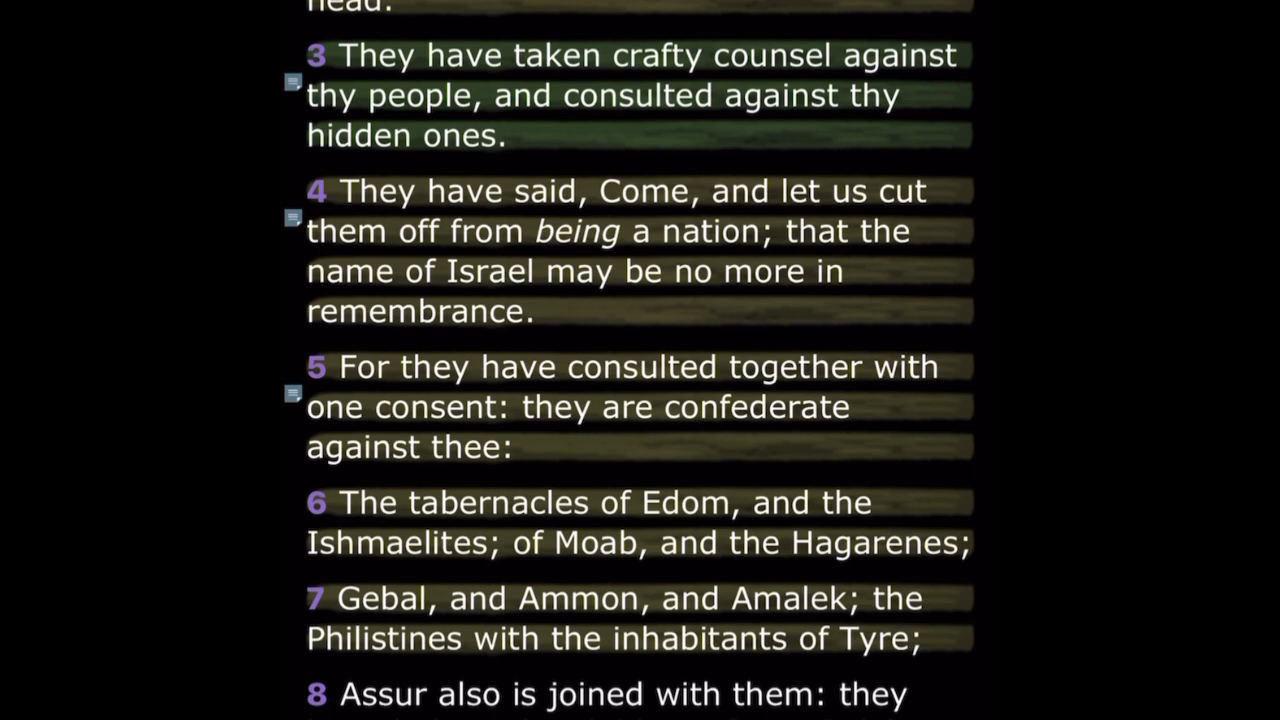 head.
3 They have taken crafty counsel against
thy people, and consulted against thy
hidden ones.
4 They have said, Come, and let us cut
them off from being a nation; that the
name of Israel may be no more in
remembrance.
5 For they have consulted together with
one consent: they are confederate
against thee:
6 The tabernacles of Edom, and the
Ishmaelites; of Moab, and the Hagarenes;
7 Gebal, and Ammon, and Amalek; the
Philistines with the inhabitants of Tyre;
8 Assur also is joined with them: they